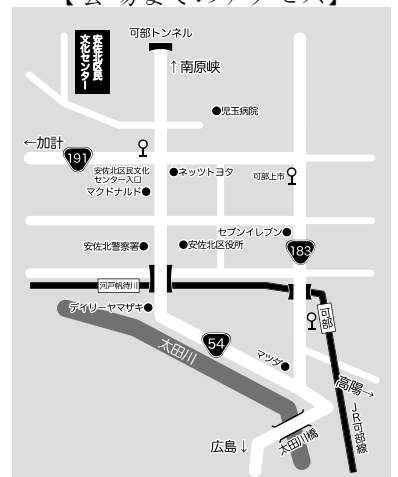 【会場までのアクセス】
可部トンネル
安佐北区民
文化センター
↑南原峡
●児玉病院
←加計
191
安佐北区民文化
センター入口
●ネッツトヨタ
可部上市
マクドナルド●
セブンイレブン●
安佐北警察署●
●安佐北区役所
183
河戸帆待川
デイリーヤマザキ●
可部
54
太田川
マツダ●
高陽→
JR可部線
広島↓
太田川橋